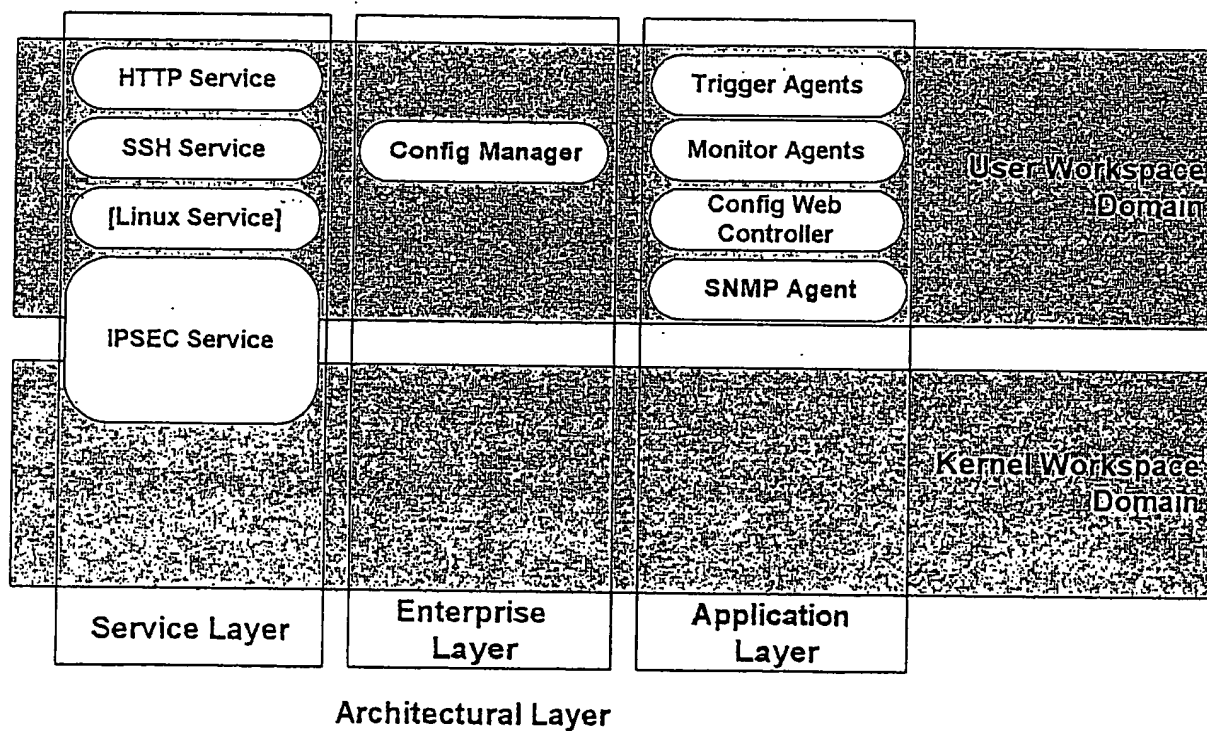 HTTP Service
SSH Service
[Linux Service]
IPSEC Service
Config Manager
Trigger Agents
Monitor Agents
Config Web
Controller
SNMP Agent
User Workspace
Domain
Kernel Workspace
Domain
Service Layer
Enterprise
Layer
Application
Layer
Architectural Layer